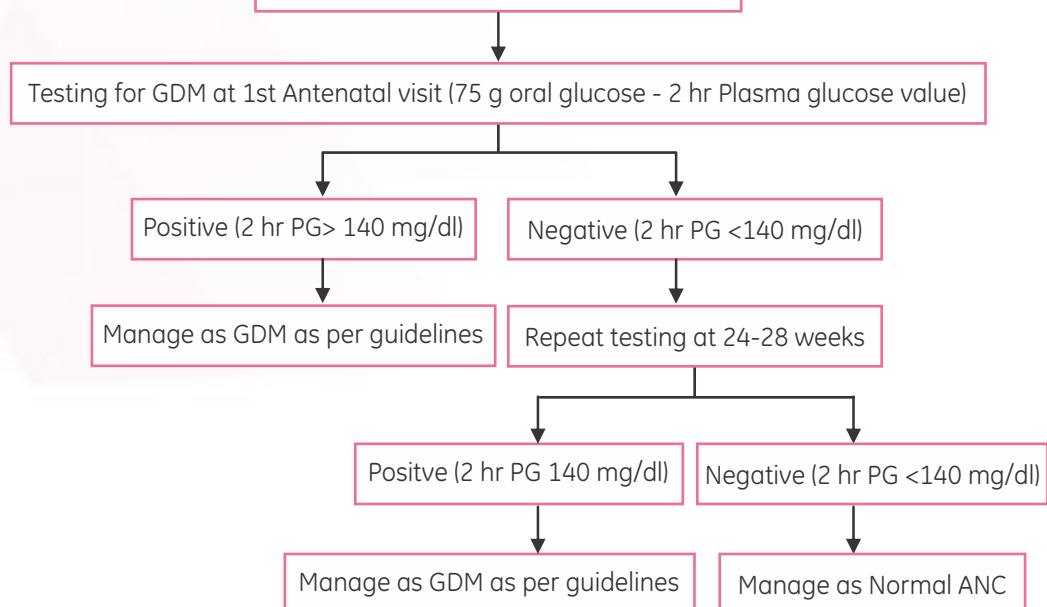 Testing for GDM at 1st Antenatal visit (75 g oral glucose - 2 hr Plasma glucose value)
Positive (2 hr PG> 140 mg/dl)
Negative (2 hr PG <140 mg/dl)
Manage as GDM as per guidelines
Repeat testing at 24-28 weeks
Positve (2 hr PG 140 mg/dl)
Negative (2 hr PG <140 mg/dl)
Manage as GDM as per guidelines
Manage as Normal ANC